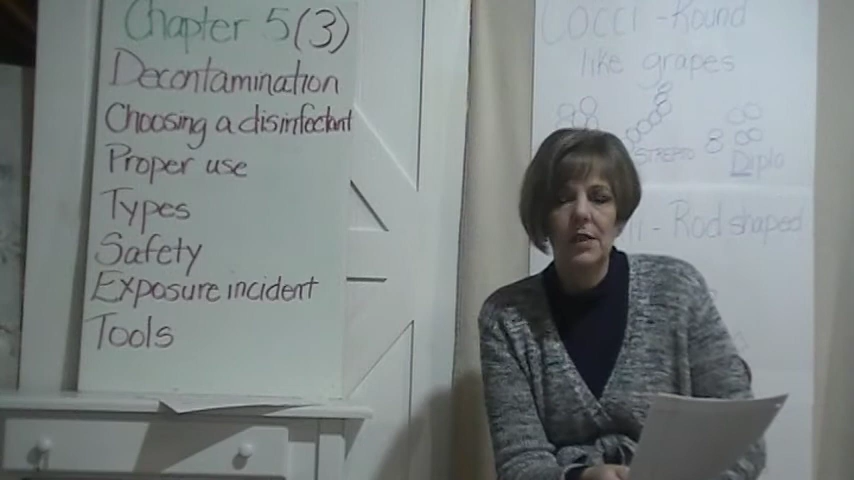 Chapter 5(3)
Decontamination
Choosing a disinfectant
Proper use
Types
Safety
Exposure incident
Tools
COCCI - Round
like grapes
STREPTO
Diplo
- Rod shaped